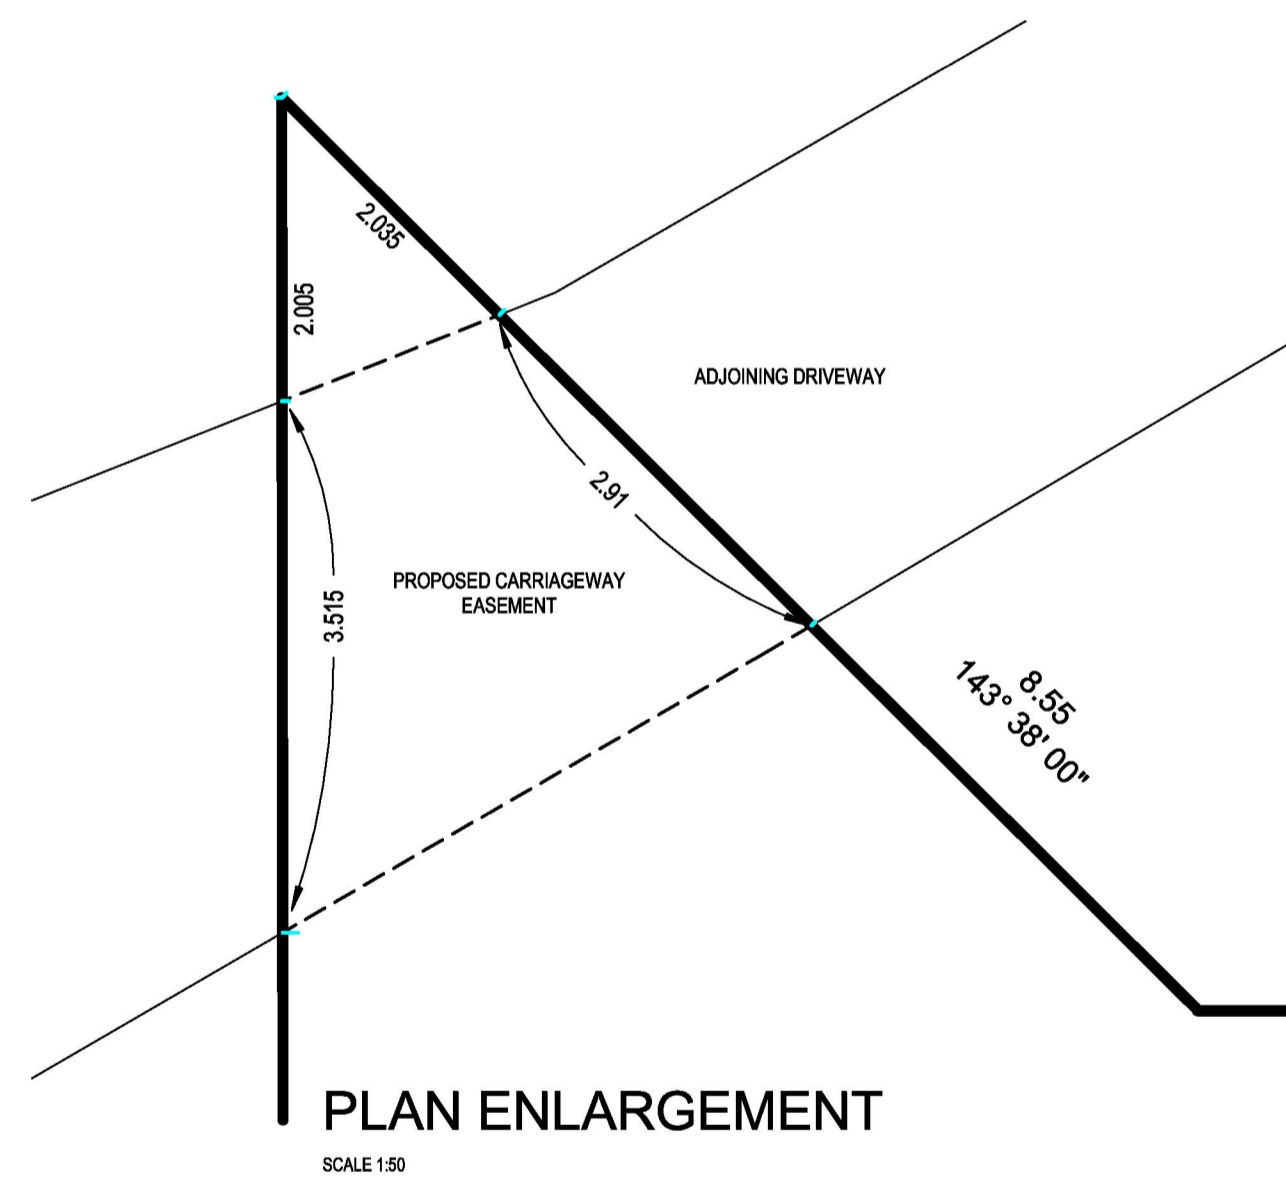 2.035
2.005
ADJOINING DRIVEWAY
2.91
PROPOSED CARRIAGEWAY
EASEMENT
3.515
8.55
143° 38' 00"
PLAN ENLARGEMENT
SCALE 1:50